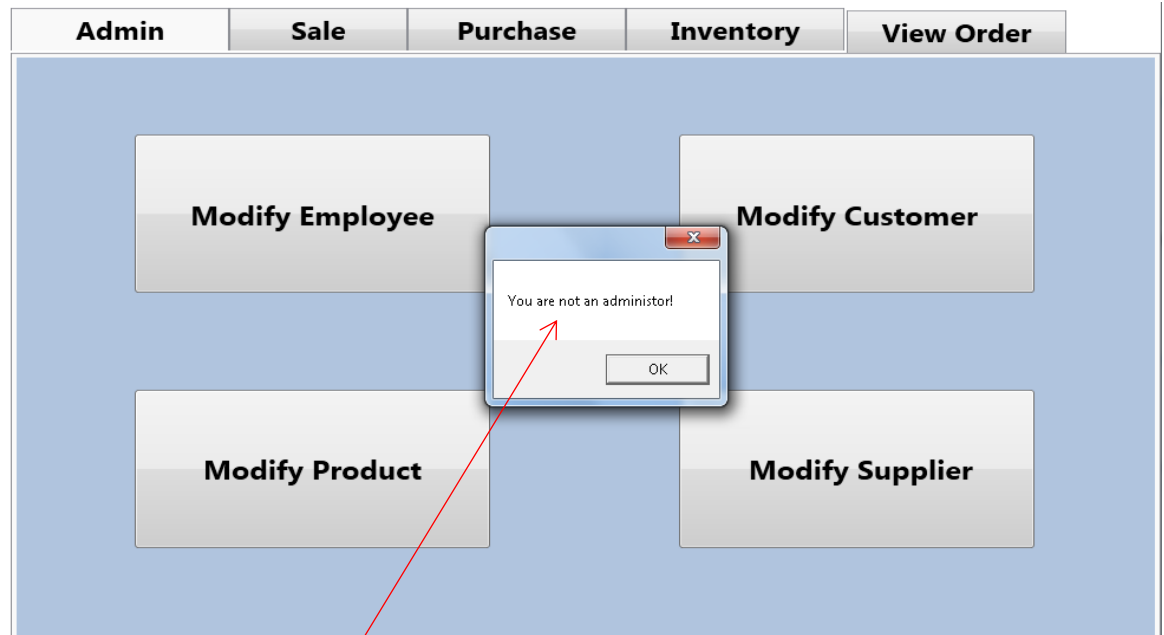 Admin Sale Purchase Inventory View Order
Modify Employee Modify Customer
X
You are not an administor!
OK
Modify Product Modify Supplier